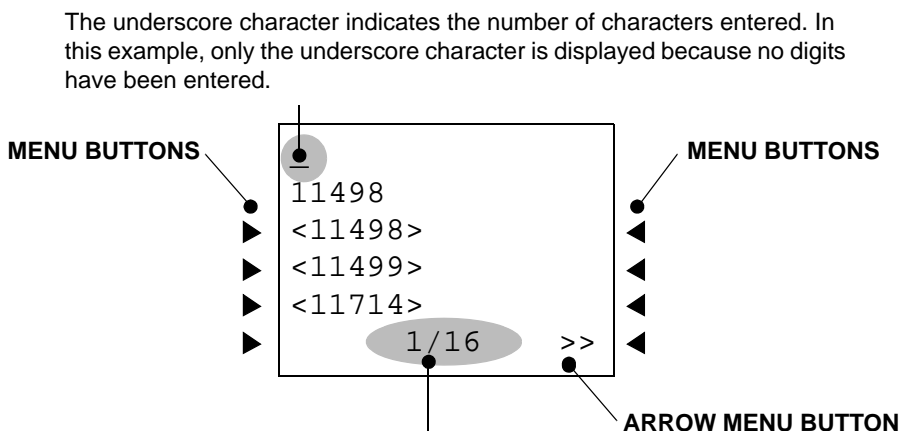 The underscore character indicates the number of characters entered. In
this example, only the underscore character is displayed because no digits
have been entered.
MENU BUTTONS
MENU BUTTONS
_
11498
<11498>
<11499>
<11714>
1/16 >>
ARROW MENU BUTTON